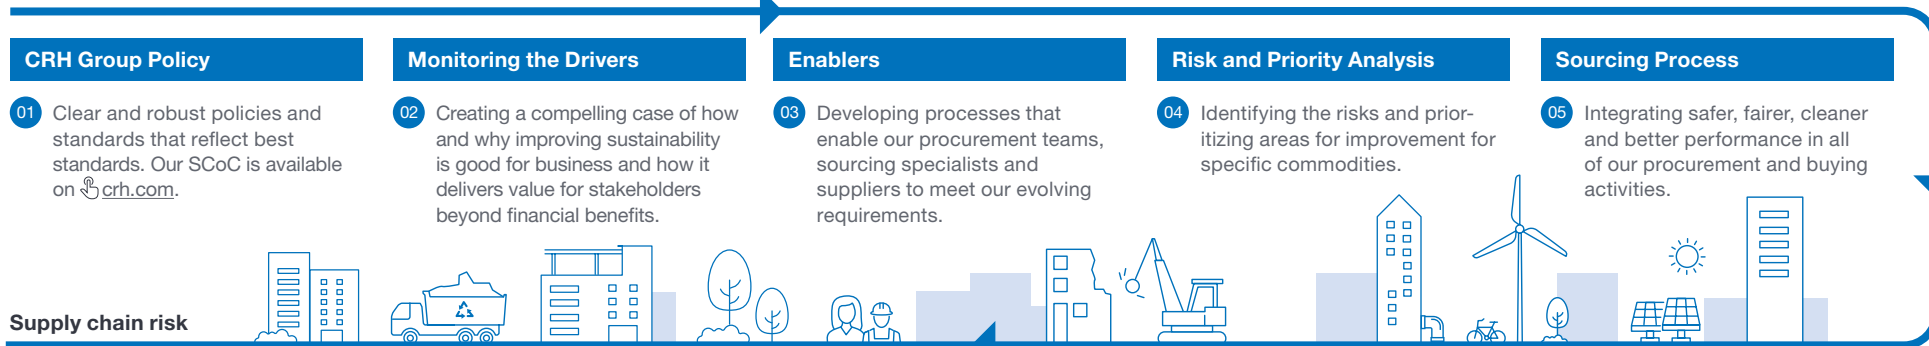 CRH Group Policy
01 Clear and robust policies and
standards that reflect best
standards. Our SCoC is available
on crh.com.
Monitoring the Drivers
02 Creating a compelling case of how
and why improving sustainability
is good for business and how it
delivers value for stakeholders
beyond financial benefits.
Enablers
03 Developing processes that
enable our procurement teams,
sourcing specialists and
suppliers to meet our evolving
requirements.
Risk and Priority Analysis
04 Identifying the risks and prior-
itizing areas for improvement for
specific commodities.
Sourcing Process
05 Integrating safer, fairer, cleaner
and better performance in all
of our procurement and buying
activities.
Supply chain risk